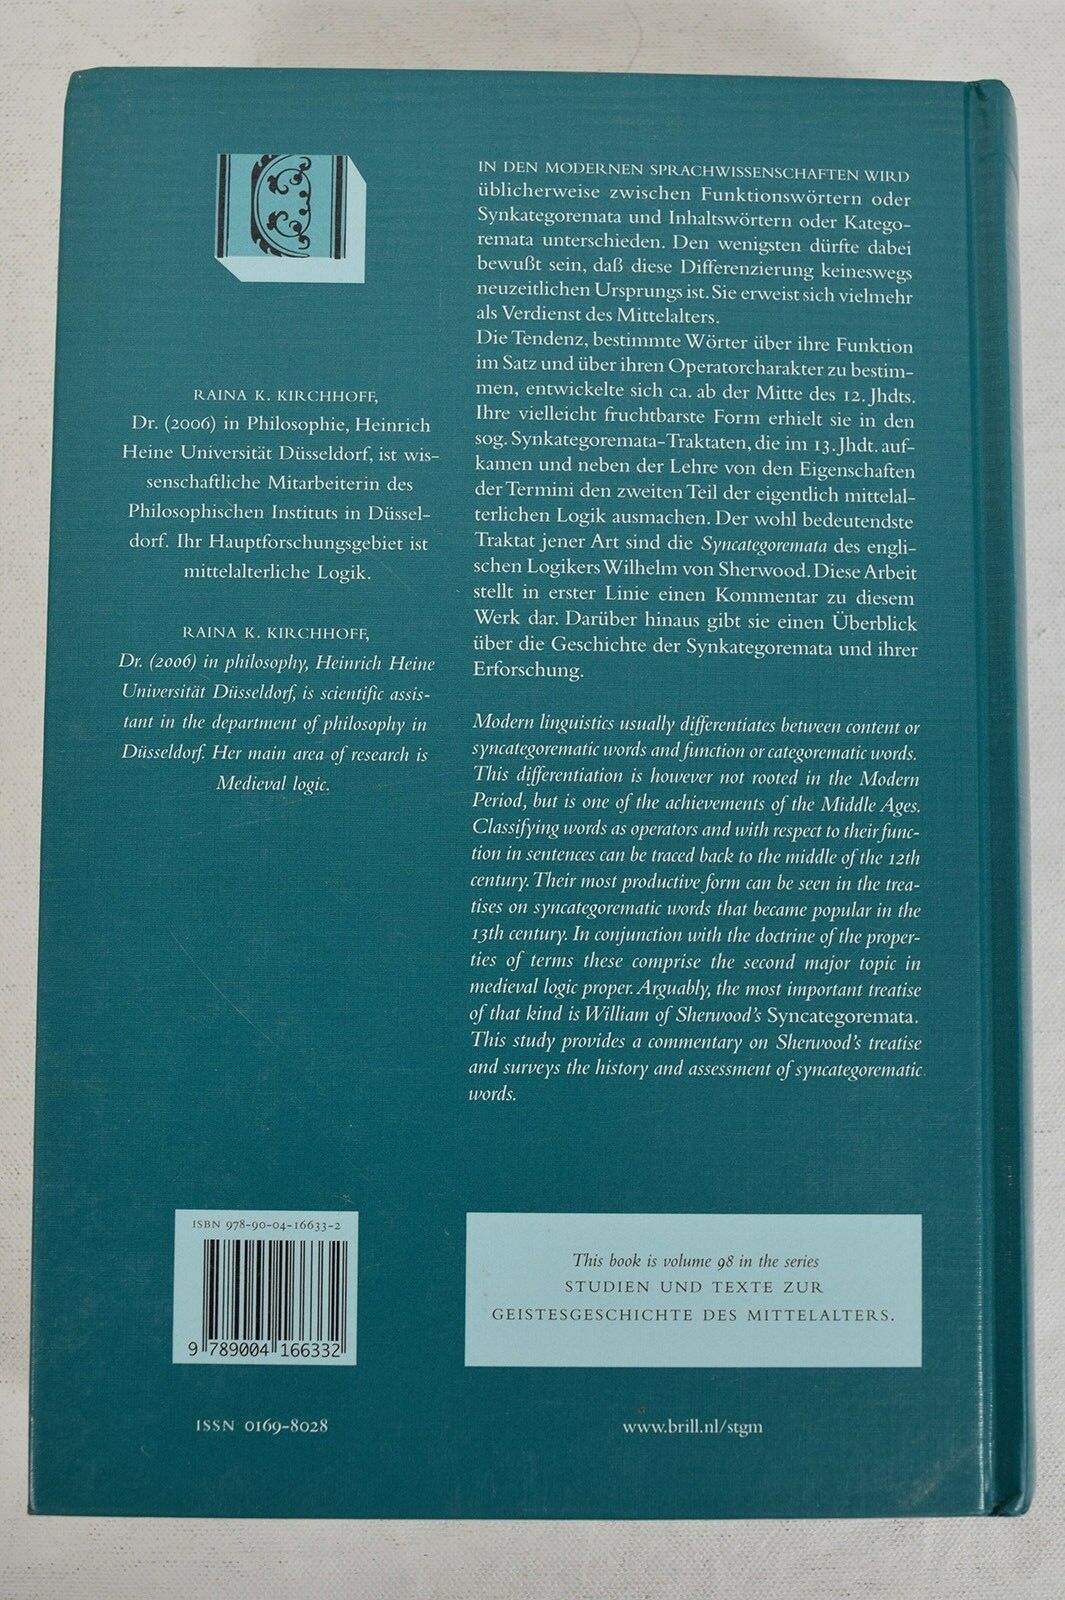 RAINA K. KIRCHHOFF,
Dr. (2006) in Philosophie, Heinrich
Heine Universität Düsseldorf, ist wis-
senschaftliche Mitarbeiterin des
Philosophischen Instituts in Düssel-
dorf. Ihr Hauptforschungsgebiet ist
mittelalterliche Logik.
RAINA K. KIRCHHOFF,
Dr. (2006) in philosophy, Heinrich Heine
Universität Düsseldorf, is scientific assis-
tant in the department of philosophy in
Düsseldorf. Her main area of research is
Medieval logic.
IN DEN MODERNEN SPRACHWISSENSCHAFTEN WIRD
üblicherweise zwischen Funktionswörtern oder
Synkategoremata und Inhaltswörtern oder Katego-
remata unterschieden. Den wenigsten dürfte dabei
bewußt sein, daß diese Differenzierung keineswegs
neuzeitlichen Ursprungs ist. Sie erweist sich vielmehr
als Verdienst des Mittelalters.
Die Tendenz, bestimmte Wörter über ihre Funktion
im Satz und über ihren Operatorcharakter zu bestim-
men, entwickelte sich ca. ab der Mitte des 12. Jhdts.
Ihre vielleicht fruchtbarste Form erhielt sie in den
sog. Synkategoremata-Traktaten, die im 13. Jhdt. auf-
kamen und neben der Lehre von den Eigenschaften
der Termini den zweiten Teil der eigentlich mittelal-
terlichen Logik ausmachen. Der wohl bedeutendste
Traktat jener Art sind die Syncategoremata des engli-
schen Logikers Wilhelm von Sherwood. Diese Arbeit
stellt in erster Linie einen Kommentar zu diesem
Werk dar. Darüber hinaus gibt sie einen Überblick
über die Geschichte der Synkategoremata und ihrer
Erforschung.
Modern linguistics usually differentiates between content or
syncategorematic words and function or categorematic words.
This differentiation is however not rooted in the Modern
Period, but is one of the achievements of the Middle Ages.
Classifying words as operators and with respect to their func-
tion in sentences can be traced back to the middle of the 12th
century. Their most productive form can be seen in the trea-
tises on syncategorematic words that became popular in the
13th century. In conjunction with the doctrine of the proper-
ties of terms these comprise the second major topic in
medieval logic proper. Arguably, the most important treatise
of that kind is William of Sherwood's Syncategoremata.
This study provides a commentary on Sherwood's treatise
and surveys the history and assessment of syncategorematic
words.
ISBN 978-90-04-16633-2
9 789004 166332
ISSN 0169-8028
This book is volume 98 in the series
STUDIEN UND TEXTE ZUR
GEISTESGESCHICHTE DES MITTELALTERS.
www.brill.nl/stgm